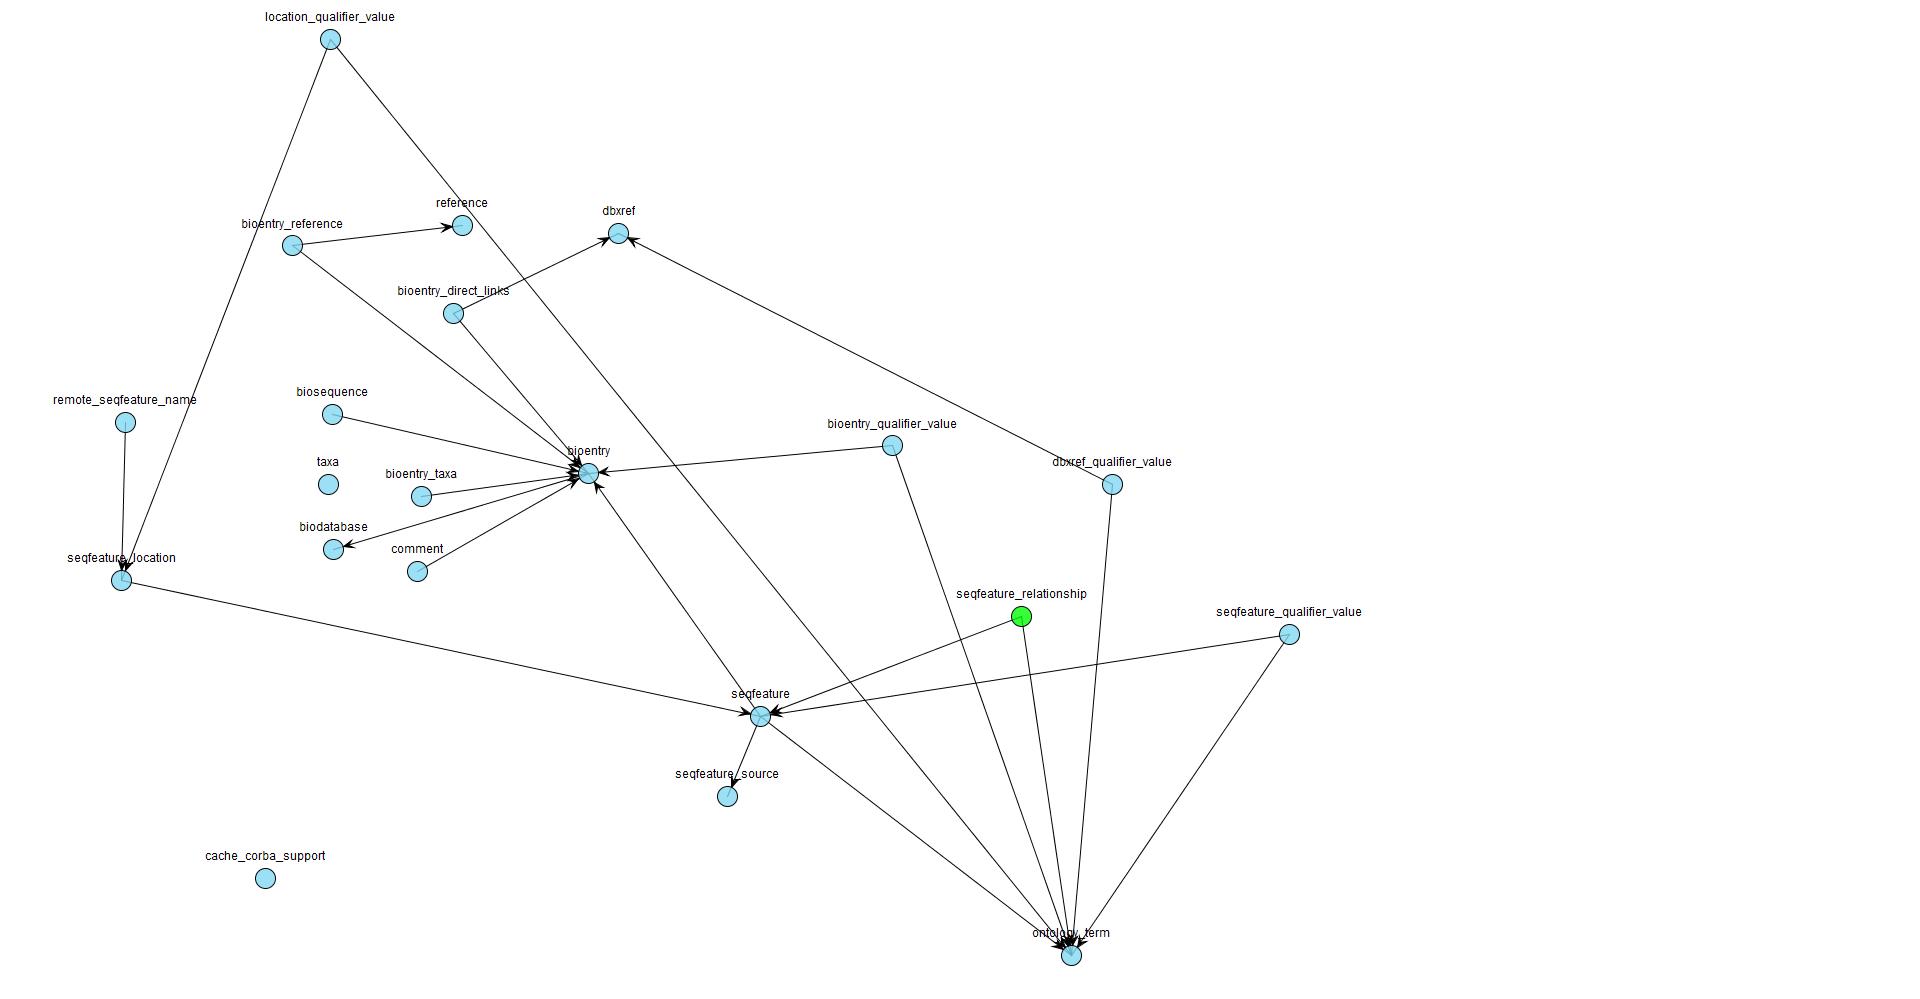 location_qualifier_value
reference
dbxref
bioentry_reference
bioentry_direct_links
biosequence
remote_seqfeature_name
bioentry_qualifier_value
bioentry
taxa
dbxref_qualifier_value
bioentry_taxa
biodatabase
comment
seqfeature_location
seqfeature_relationship
seqfeature_qualifier_value
seqfeature
seqfeature_source
cache_corba_support
ontology_term